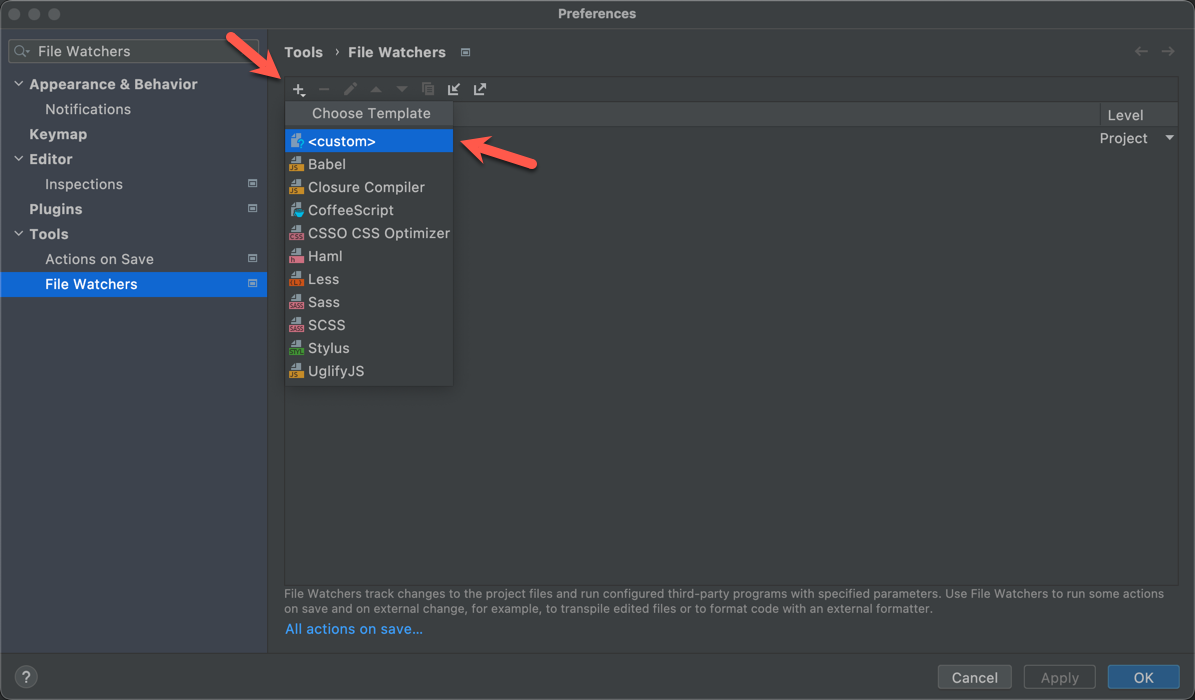 Preferences
File Watchers
Tools › File Watchers
Appearance & Behavior
Notifications
Keymap
Editor
Inspections
Plugins
Tools
Actions on Save
File Watchers
Choose Template
<custom>
Babel
Closure Compiler
CoffeeScript
CSSO CSS Optimizer
Haml
Less
Sass
SCSS
Stylus
UglifyJS
Level
Project
File Watchers track changes to the project files and run configured third-party programs with specified parameters. Use File Watchers to run some actions
on save and on external change, for example, to transpile edited files or to format code with an external formatter.
All actions on save...
?
Cancel
Apply
OK